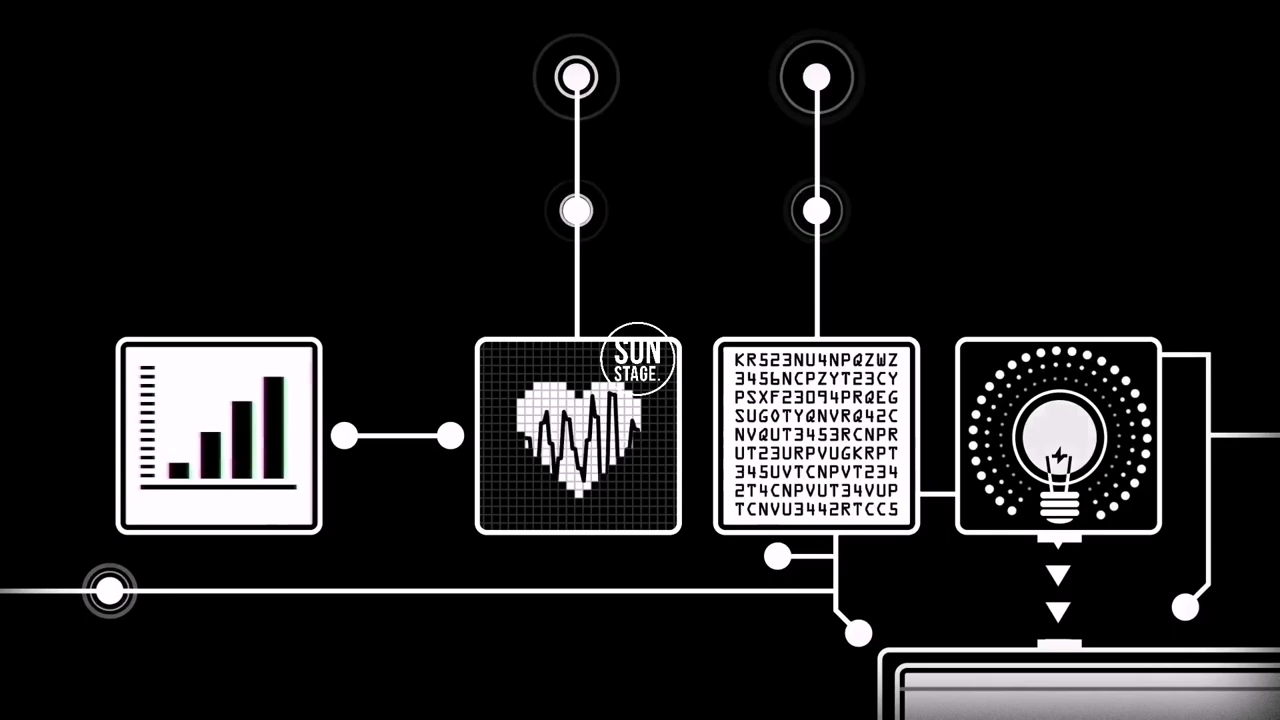 SUN
STAGE.
KR523NU4NPQZWZ
3456NCPZYT23CY
PSXF23094PRQEG
SUGOTYQNVRQ42C
NVQUT3453RCNPR
UT23URPVUGKRPT
345UVTCNPVT234
2T4CNPVUT34VUP
TCNVU3442RTCC5